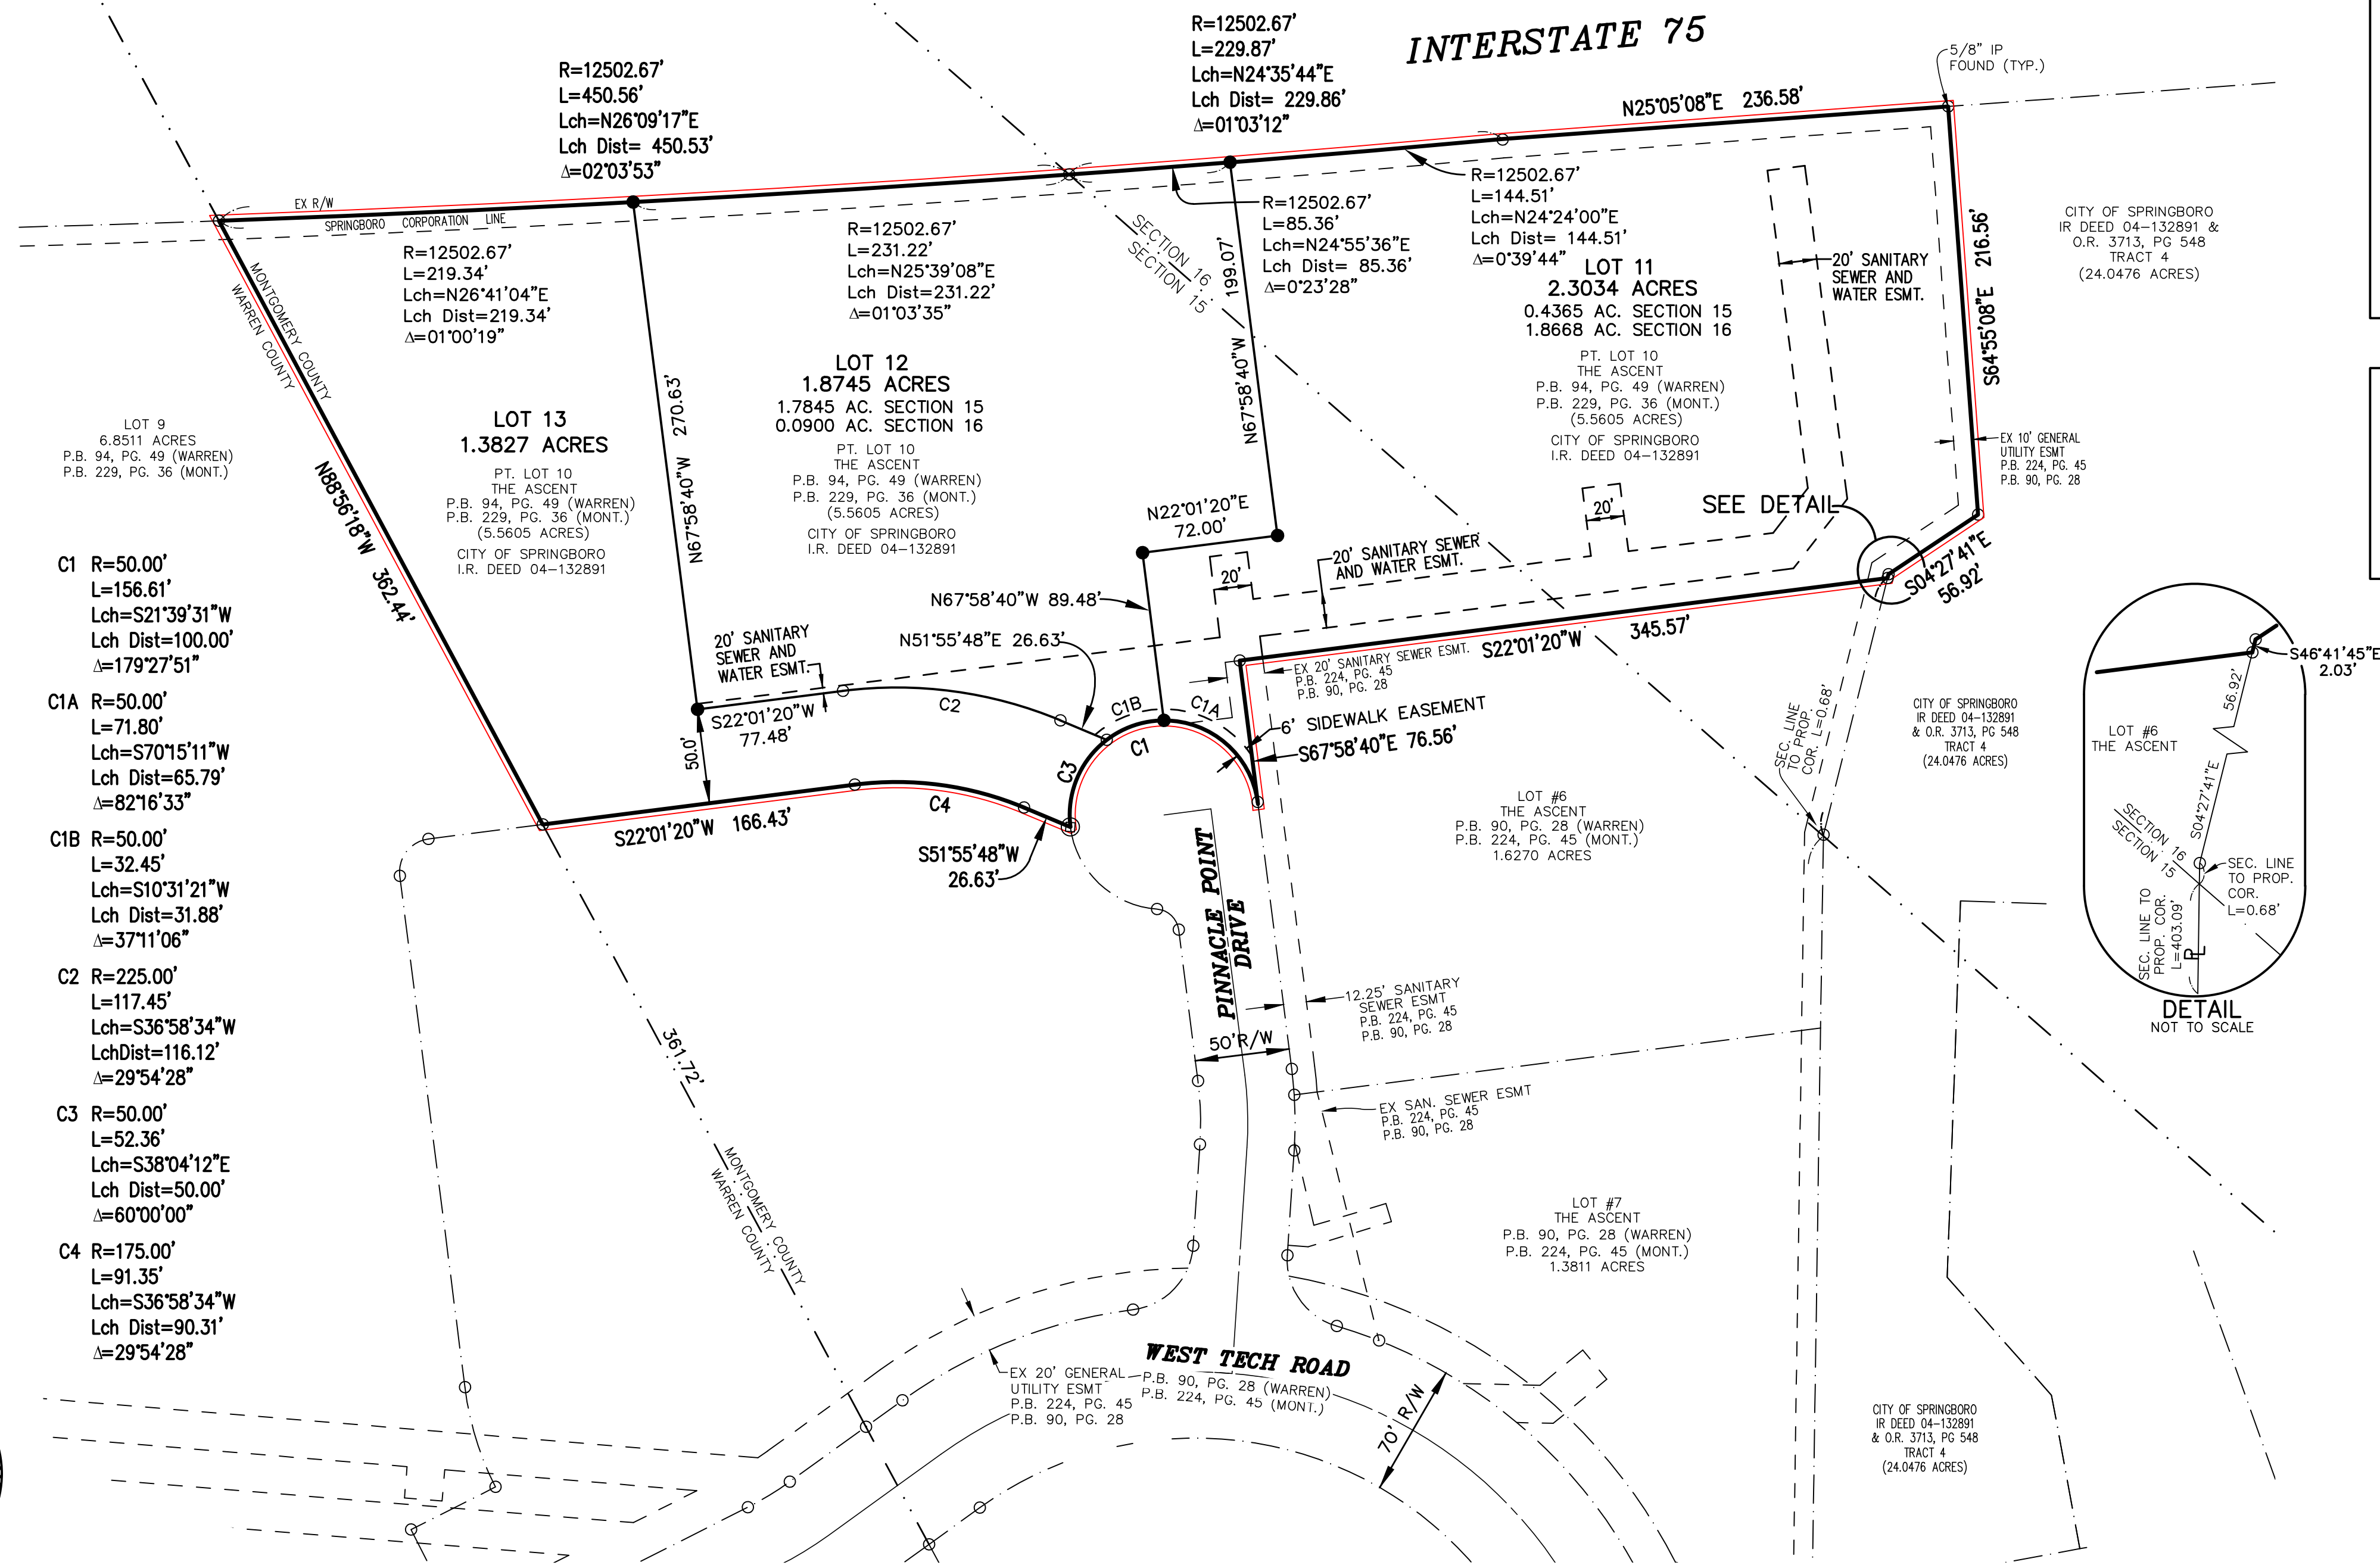 INTERSTATE 75
R=12502.67'
L=450.56'
Lch=N26°09'17"E
Lch Dist= 450.53'
Δ=02°03'53"
R=12502.67'
L=229.87'
Lch=N24°35'44"E
Lch Dist= 229.86'
Δ=01°03'12"
N25°05'08"E 236.58'
5/8" IP
FOUND (TYP.)
EX R/W
SPRINGBORO CORPORATION LINE
R=12502.67'
L=219.34'
Lch=N26°41'04"E
Lch Dist=219.34'
Δ=01°00'19"
R=12502.67'
L=231.22'
Lch=N25°39'08"E
Lch Dist=231.22'
Δ=01°03'35"
SECTION 16
SECTION 15
R=12502.67'
L=85.36'
Lch=N24°55'36"E
Lch Dist= 85.36'
Δ=0°23'28"
R=12502.67'
L=144.51'
Lch=N24°24'00"E
Lch Dist= 144.51'
Δ=0°39'44"
LOT 11
2.3034 ACRES
0.4365 AC. SECTION 15
1.8668 AC. SECTION 16
PT. LOT 10
THE ASCENT
P.B. 94, PG. 49 (WARREN)
P.B. 229, PG. 36 (MONT.)
(5.5605 ACRES)
CITY OF SPRINGBORO
I.R. DEED 04-132891
20' SANITARY
SEWER AND
WATER ESMT.
S64°55'08"E 216.56'
CITY OF SPRINGBORO
IR DEED 04-132891 &
O.R. 3713, PG 548
TRACT 4
(24.0476 ACRES)
EX 10' GENERAL
UTILITY ESMT
P.B. 224, PG. 45
P.B. 90, PG. 28
MONTGOMERY COUNTY
WARREN COUNTY
LOT 9
6.8511 ACRES
P.B. 94, PG. 49 (WARREN)
P.B. 229, PG. 36 (MONT.)
N88°56'18"W 362.44'
LOT 13
1.3827 ACRES
PT. LOT 10
THE ASCENT
P.B. 94, PG. 49 (WARREN)
P.B. 229, PG. 36 (MONT.)
(5.5605 ACRES)
CITY OF SPRINGBORO
I.R. DEED 04-132891
N67°58'40"W 270.63'
LOT 12
1.8745 ACRES
1.7845 AC. SECTION 15
0.0900 AC. SECTION 16
PT. LOT 10
THE ASCENT
P.B. 94, PG. 49 (WARREN)
P.B. 229, PG. 36 (MONT.)
(5.5605 ACRES)
CITY OF SPRINGBORO
I.R. DEED 04-132891
N67°58'40"W 199.07'
N22°01'20"E
72.00'
SEE DETAIL
20'
20' SANITARY SEWER
AND WATER ESMT.
20'
N67°58'40"W 89.48'
N51°55'48"E 26.63'
20' SANITARY
SEWER AND
WATER ESMT.
S22°01'20"W
77.48'
50.0'
C2
C1B
C1A
C1
C3
C4
S22°01'20"W 166.43'
S51°55'48"W
26.63'
S22°01'20"W 345.57'
EX 20' SANITARY SEWER ESMT.
P.B. 224, PG. 45
P.B. 90, PG. 28
6' SIDEWALK EASEMENT
S67°58'40"E 76.56'
S04°27'41"E
56.92'
SEC. LINE
TO PROP.
COR. L=0.68'
CITY OF SPRINGBORO
IR DEED 04-132891
& O.R. 3713, PG 548
TRACT 4
(24.0476 ACRES)
LOT #6
THE ASCENT
P.B. 90, PG. 28 (WARREN)
P.B. 224, PG. 45 (MONT.)
1.6270 ACRES
C1 R=50.00'
L=156.61'
Lch=S21°39'31"W
Lch Dist=100.00'
Δ=179°27'51"
C1A R=50.00'
L=71.80'
Lch=S70°15'11"W
Lch Dist=65.79'
Δ=82°16'33"
C1B R=50.00'
L=32.45'
Lch=S10°31'21"W
Lch Dist=31.88'
Δ=37°11'06"
C2 R=225.00'
L=117.45'
Lch=S36°58'34"W
LchDist=116.12'
Δ=29°54'28"
C3 R=50.00'
L=52.36'
Lch=S38°04'12"E
Lch Dist=50.00'
Δ=60°00'00"
C4 R=175.00'
L=91.35'
Lch=S36°58'34"W
Lch Dist=90.31'
Δ=29°54'28"
S46°41'45"E
2.03'
56.92'
LOT #6
THE ASCENT
S04°27'41"E
SECTION 16
SECTION 15
SEC. LINE
TO PROP.
COR.
L=0.68'
SEC. LINE TO
PROP. COR.
L=403.09'
PL
DETAIL
NOT TO SCALE
PINNACLE POINT
DRIVE
12.25' SANITARY
SEWER ESMT
P.B. 224, PG. 45
P.B. 90, PG. 28
50'R/W
361.72'
EX SAN. SEWER ESMT
P.B. 224, PG. 45
P.B. 90, PG. 28
MONTGOMERY COUNTY
WARREN COUNTY
LOT #7
THE ASCENT
P.B. 90, PG. 28 (WARREN)
P.B. 224, PG. 45 (MONT.)
1.3811 ACRES
WEST TECH ROAD
P.B. 90, PG. 28 (WARREN)
P.B. 224, PG. 45 (MONT.)
EX 20' GENERAL
UTILITY ESMT
P.B. 224, PG. 45
P.B. 90, PG. 28
70' R/W
CITY OF SPRINGBORO
IR DEED 04-132891
& O.R. 3713, PG 548
TRACT 4
(24.0476 ACRES)